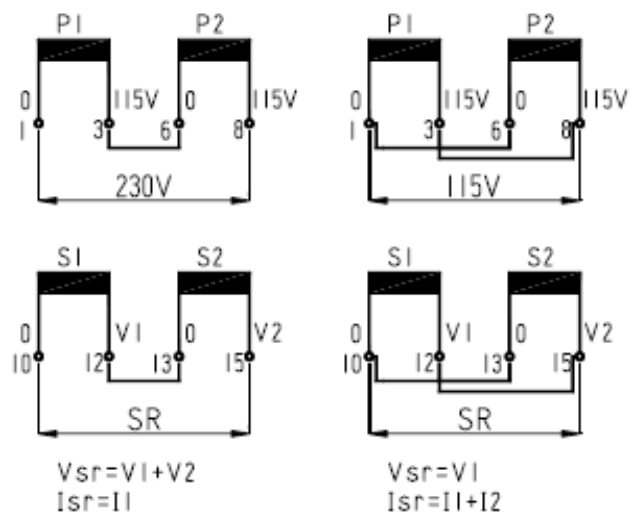 P1 P2 P1 P2
0 115V 0 115V 0 115V 0 115V
1 3 6 8 1 3 6 8
230V 115V
S1 S2 S1 S2
0 V1 0 V2 0 V1 0 V2
10 12 13 15 10 12 13 15
SR SR
Vsr=V1+V2 Vsr=V1
Isr=I1 Isr=I1+I2